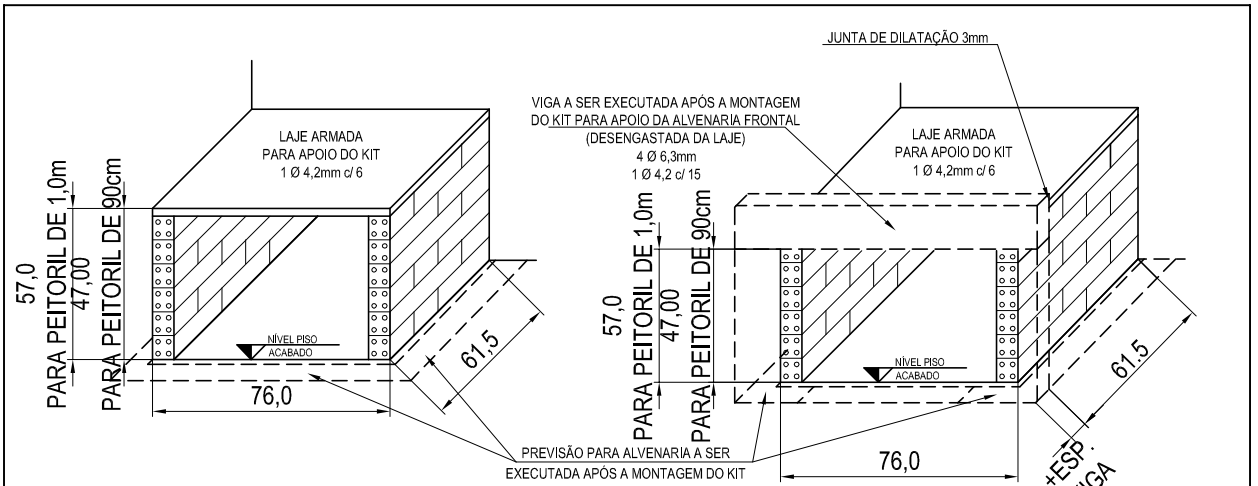 JUNTA DE DILATAÇÃO 3mm
VIGA A SER EXECUTADA APÓS A MONTAGEM
DO KIT PARA APOIO DA ALVENARIA FRONTAL
(DESENGASTADA DA LAJE)
4 Ø 6,3mm
1 Ø 4,2 c/ 15
LAJE ARMADA
PARA APOIO DO KIT
1 Ø 4,2mm c/ 6
LAJE ARMADA
PARA APOIO DO KIT
1 Ø 4,2mm c/ 6
57,0
PARA PEITORIL DE 1,0m
47,00
PARA PEITORIL DE 90cm
NÍVEL PISO
ACABADO
76,0
61,5
57,0
PARA PEITORIL DE 1,0m
47,00
PARA PEITORIL DE 90cm
NÍVEL PISO
ACABADO
76,0
61.5
+ESP.
VIGA
PREVISÃO PARA ALVENARIA A SER
EXECUTADA APÓS A MONTAGEM DO KIT